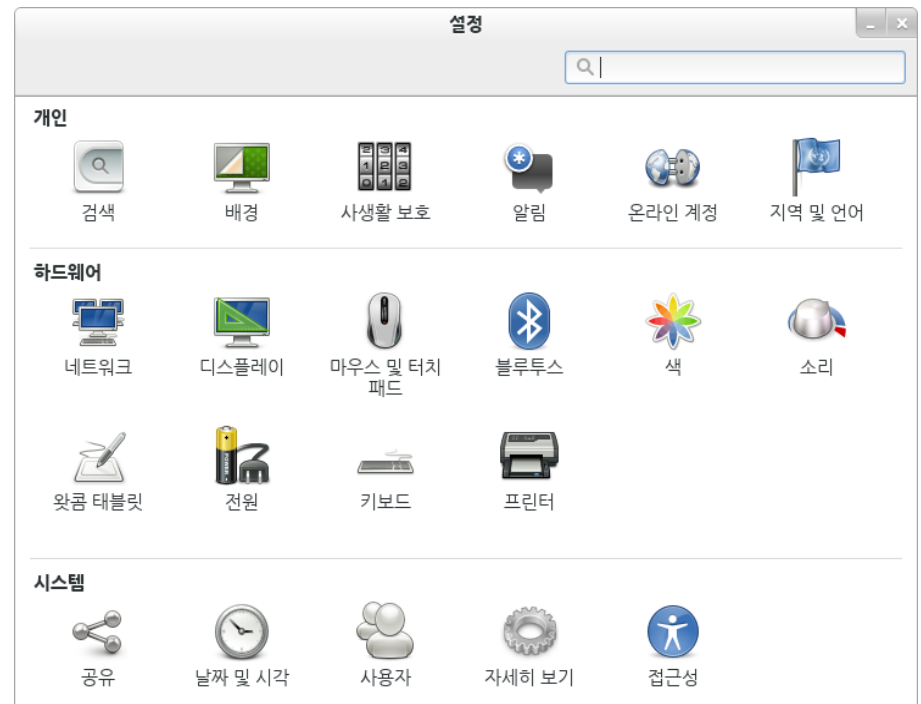 설정
개인
검색
배경
사생활 보호
알림
온라인 계정
지역 및 언어
하드웨어
네트워크
디스플레이
마우스 및 터치
패드
블루투스
색
소리
왓콤 태블릿
전원
키보드
프린터
시스템
공유
날짜 및 시각
사용자
자세히 보기
접근성